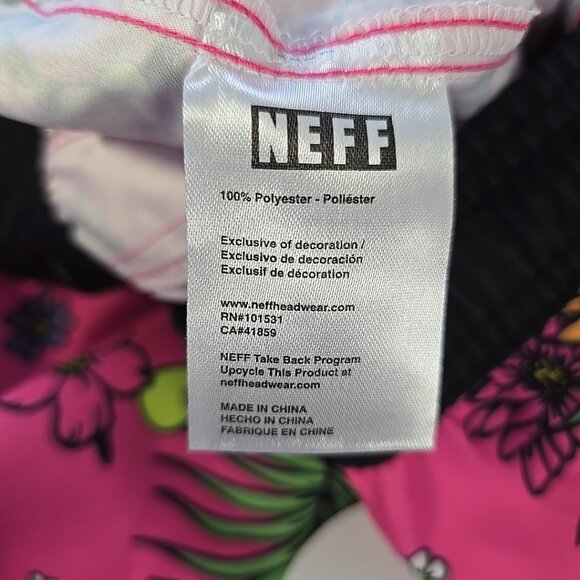 NEFF
100% Polyester - Poliéster
Exclusive of decoration /
Exclusivo de decoración
Exclusif de décoration
www.neffheadwear.com
RN#101531
CA#41859
NEFF Take Back Program
Upcycle This Product at
neffheadwear.com
MADE IN CHINA
HECHO IN CHINA
FABRIQUE EN CHINE